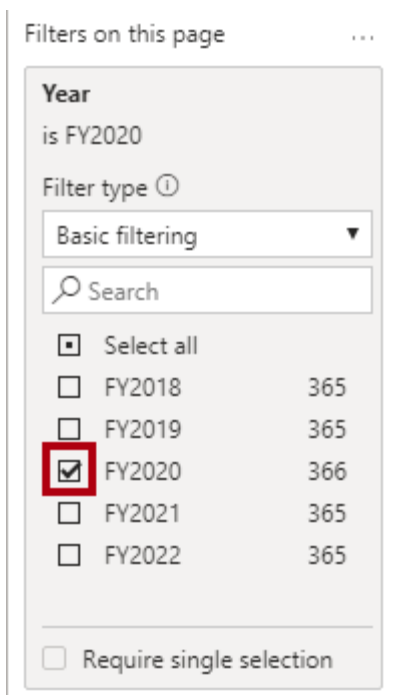 Filters on this page ...
Year
is FY2020
Filter type ⓘ
Basic filtering ▼
Search
Select all
FY2018 365
FY2019 365
FY2020 366
FY2021 365
FY2022 365
Require single selection